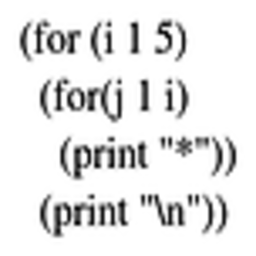 (for (i 1 5)
(for(j 1 i)
(print "*"))
(print "\n"))